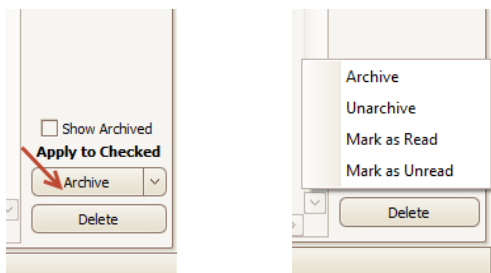 Show Archived
Apply to Checked
Archive
Delete
Archive
Unarchive
Mark as Read
Mark as Unread
Delete